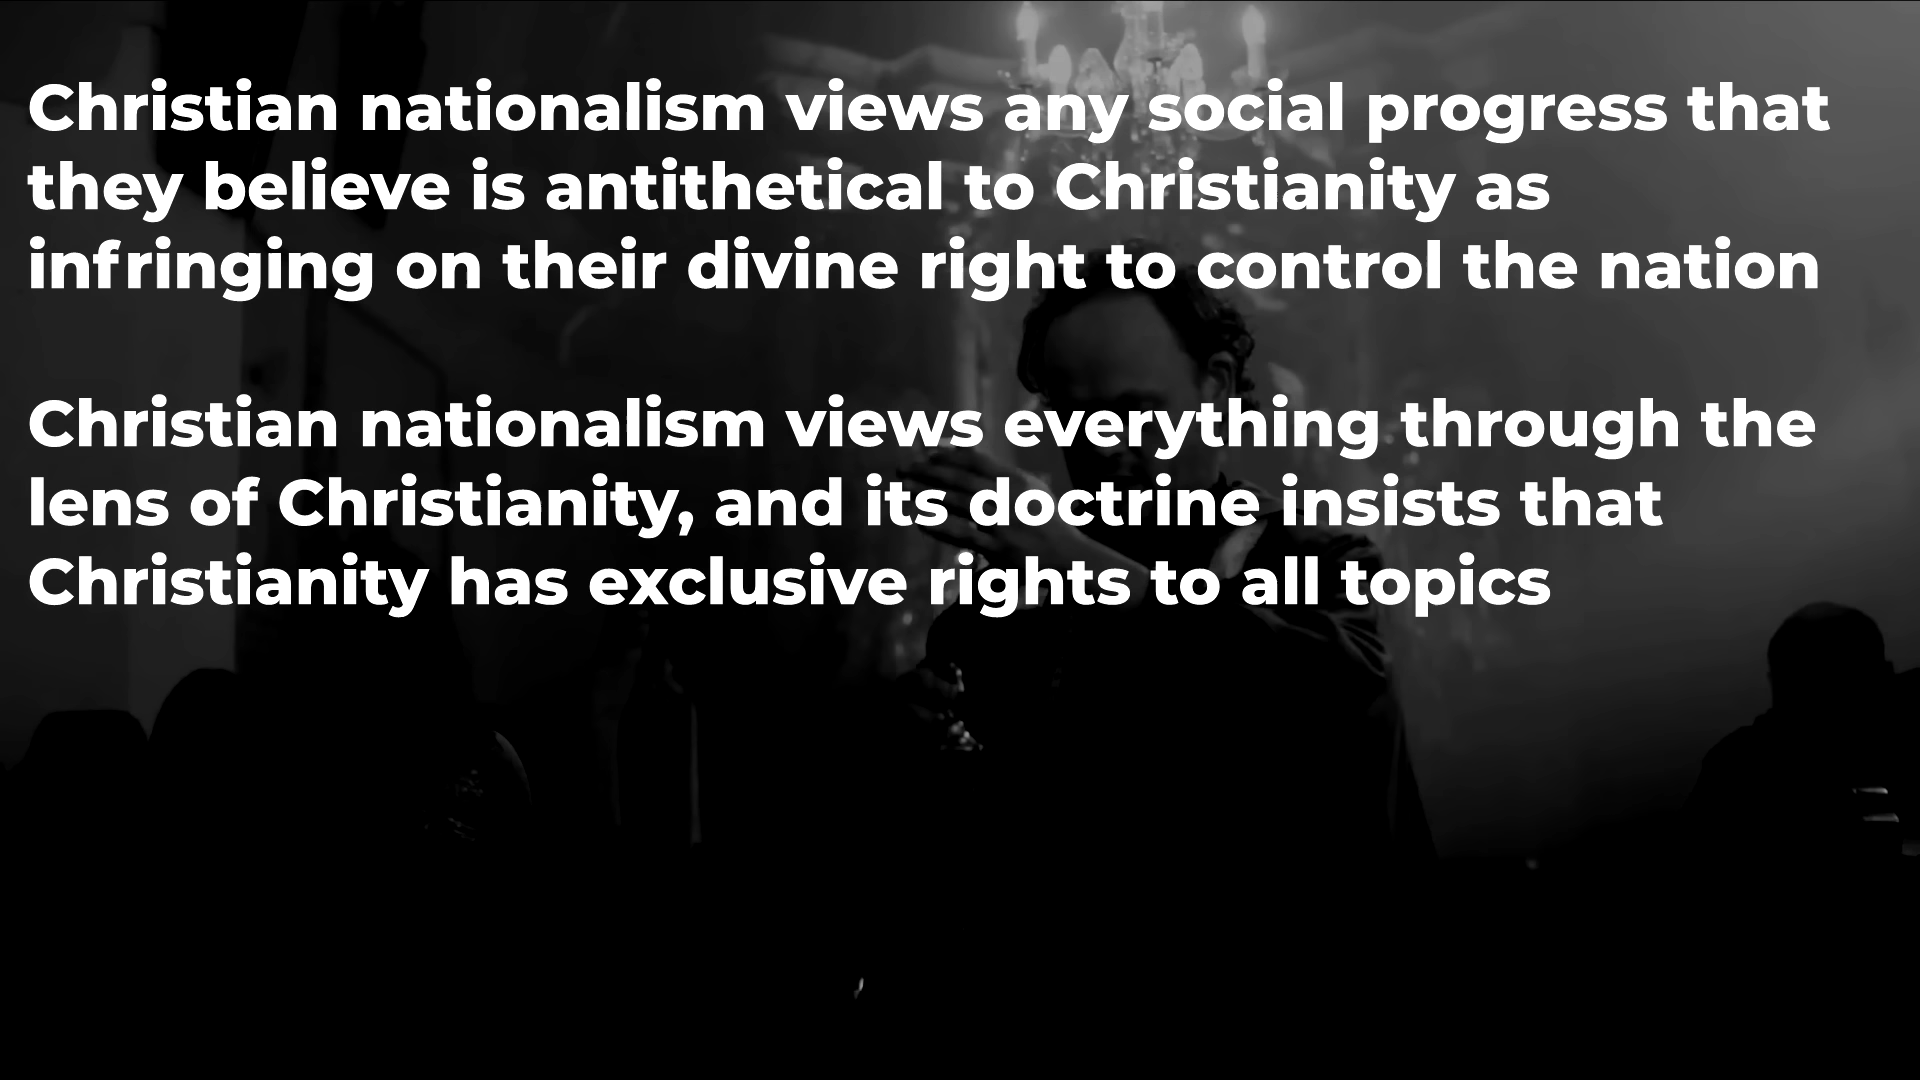 Christian nationalism views any social progress that
they believe is antithetical to Christianity as
infringing on their divine right to control the nation
Christian nationalism views everything through the
lens of Christianity, and its doctrine insists that
Christianity has exclusive rights to all topics